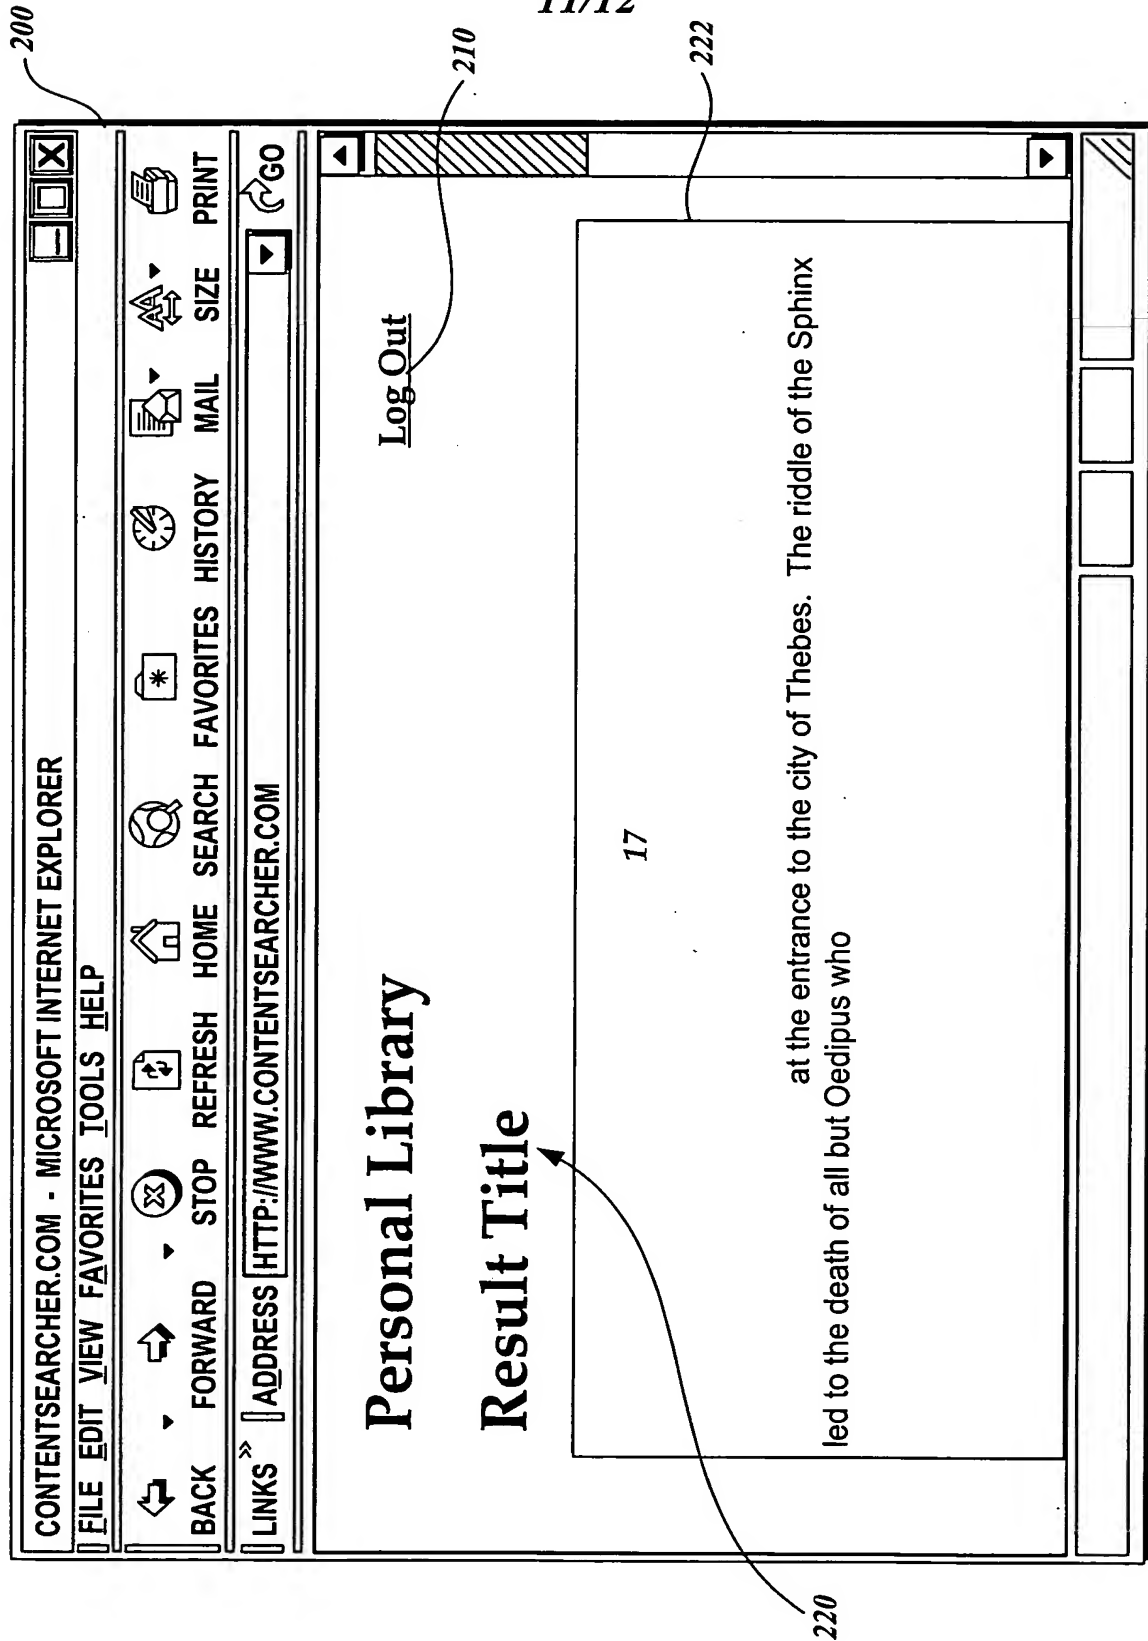 11/12
200
CONTENTSEARCHER.COM - MICROSOFT INTERNET EXPLORER
FILE EDIT VIEW FAVORITES TOOLS HELP
BACK FORWARD STOP REFRESH HOME SEARCH FAVORITES HISTORY MAIL SIZE PRINT
LINKS » ADDRESS HTTP://WWW.CONTENTSEARCHER.COM GO
Personal Library
Log Out
210
Result Title
220
222
17
at the entrance to the city of Thebes. The riddle of the Sphinx
led to the death of all but Oedipus who